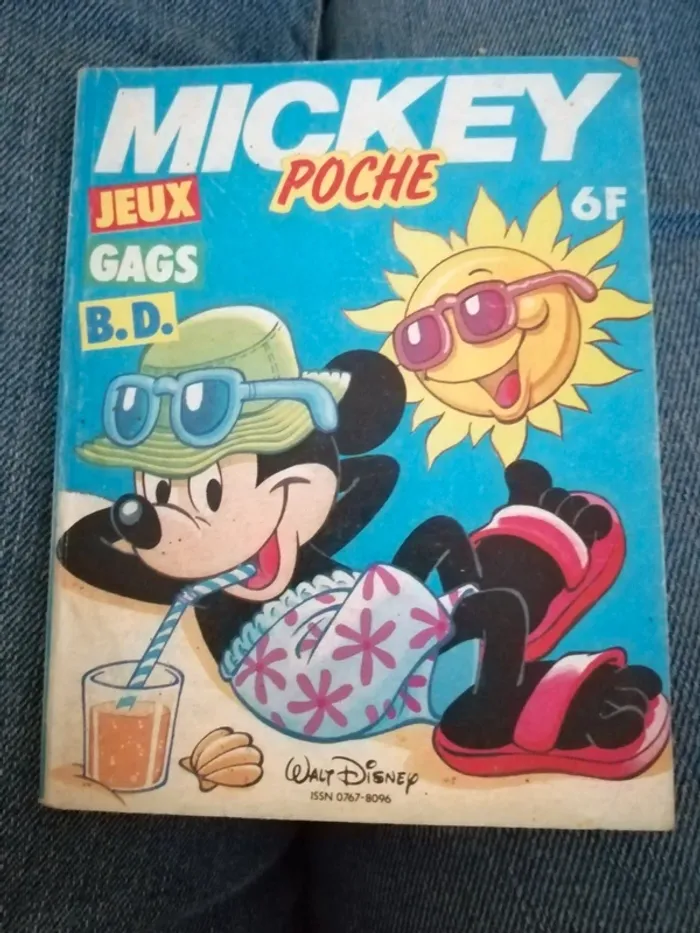 MICKEY
POCHE
JEUX
6F
GAGS
B.D.
WALT DISNEY
ISSN 0767-8096